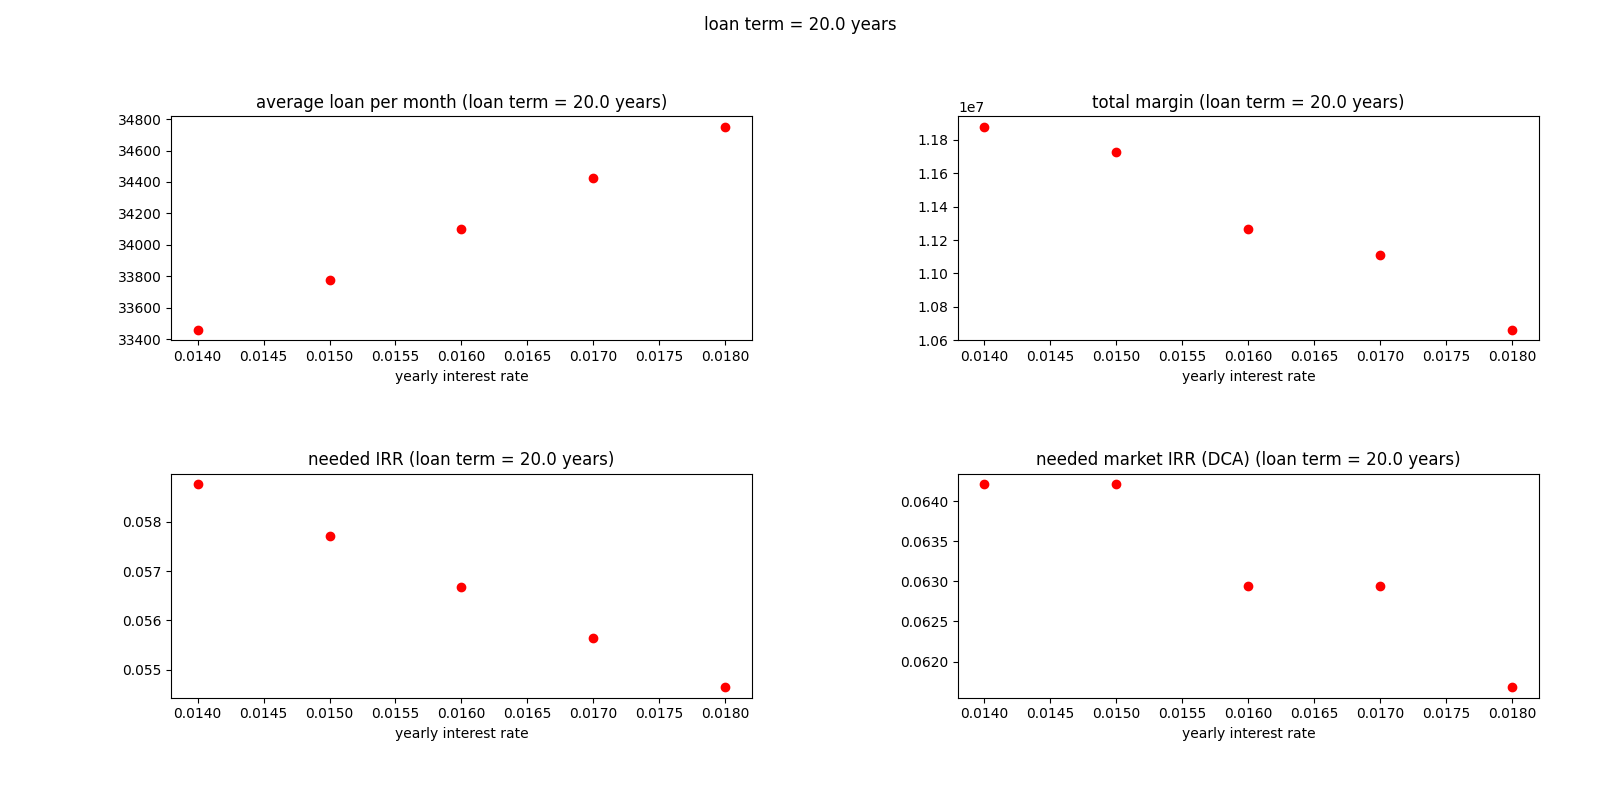 loan term = 20.0 years
average loan per month (loan term = 20.0 years)
34800
34600
34400
34200
34000
33800
33600
33400
0.0140 0.0145 0.0150 0.0155 0.0160 0.0165 0.0170 0.0175 0.0180
yearly interest rate
total margin (loan term = 20.0 years)
1e7
1.18
1.16
1.14
1.12
1.10
1.08
1.06
0.0140 0.0145 0.0150 0.0155 0.0160 0.0165 0.0170 0.0175 0.0180
yearly interest rate
needed IRR (loan term = 20.0 years)
0.058
0.057
0.056
0.055
0.0140 0.0145 0.0150 0.0155 0.0160 0.0165 0.0170 0.0175 0.0180
yearly interest rate
needed market IRR (DCA) (loan term = 20.0 years)
0.0640
0.0635
0.0630
0.0625
0.0620
0.0140 0.0145 0.0150 0.0155 0.0160 0.0165 0.0170 0.0175 0.0180
yearly interest rate